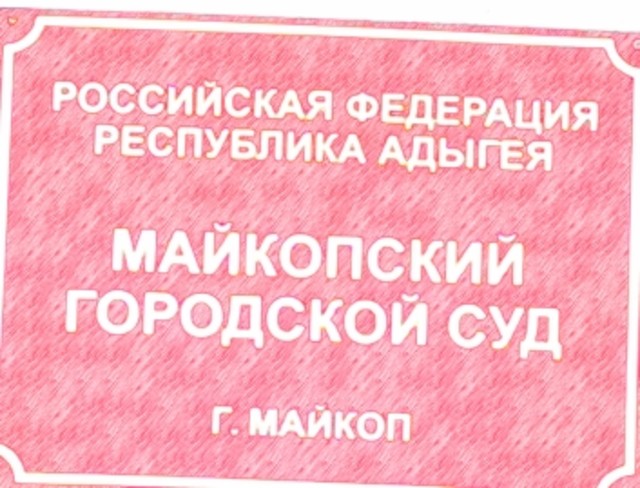 РОССИЙСКАЯ ФЕДЕРАЦИЯ
РЕСПУБЛИКА АДЫГЕЯ
МАЙКОПСКИЙ
ГОРОДСКОЙ СУД
Г. МАЙКОП